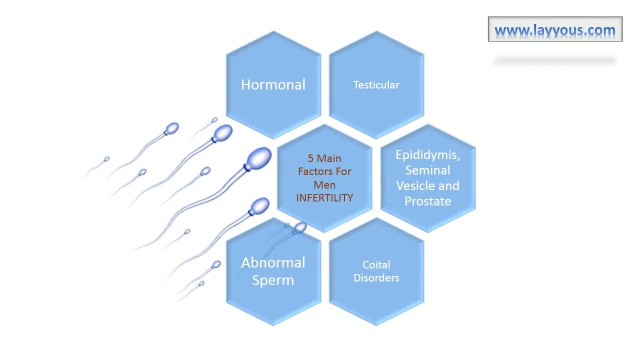 www.layyous.com
Hormonal
Testicular
5 Main
Factors For
Men
INFERTILITY
Epididymis,
Seminal
Vesicle and
Prostate
Abnormal
Sperm
Coital
Disorders